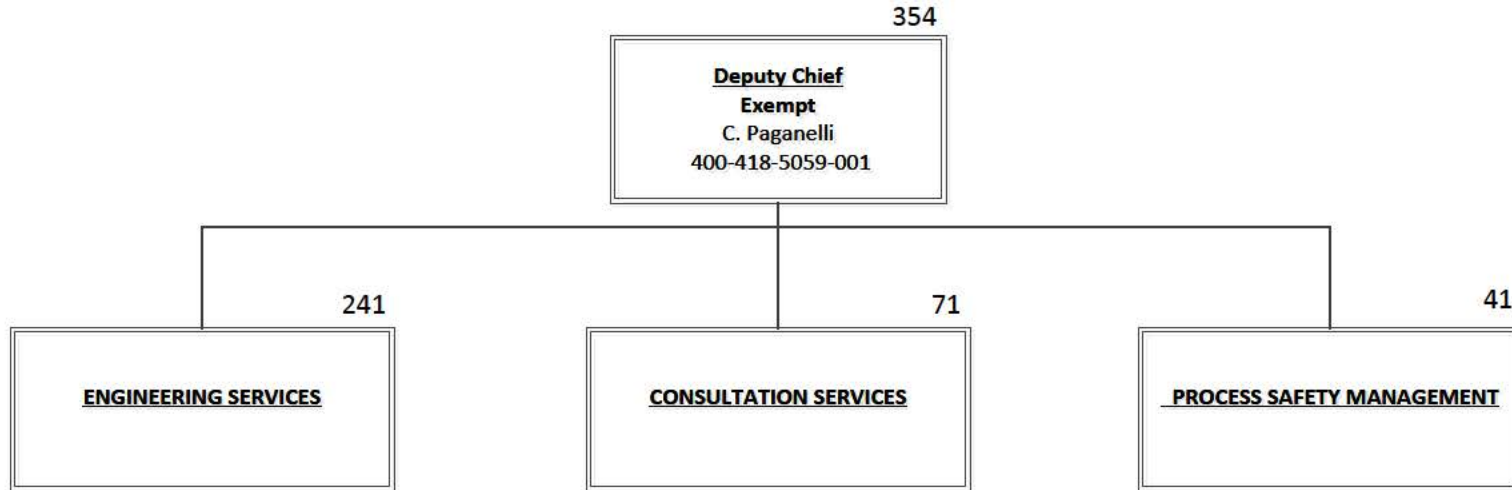 354
Deputy Chief
Exempt
C. Paganelli
400-418-5059-001
241
ENGINEERING SERVICES
71
CONSULTATION SERVICES
41
PROCESS SAFETY MANAGEMENT